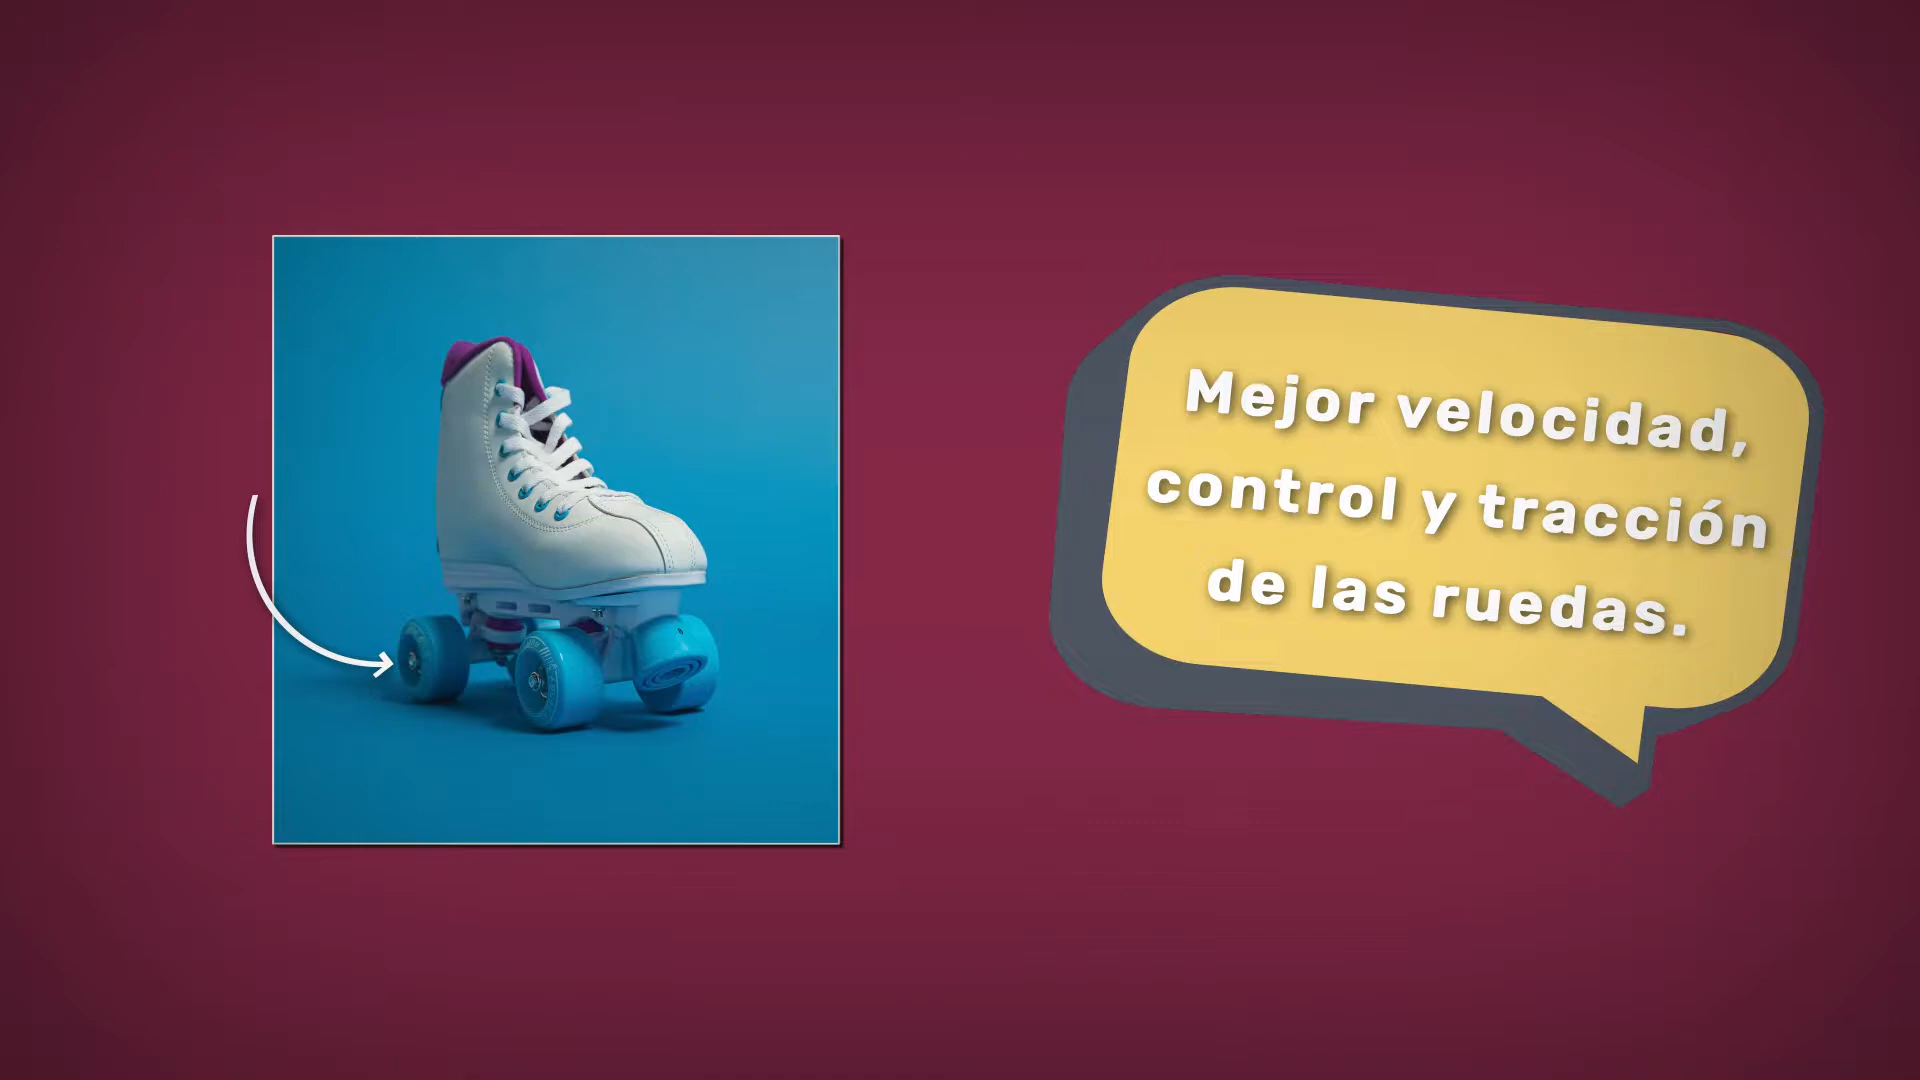 Mejor velocidad,
control y tracción
de las ruedas.